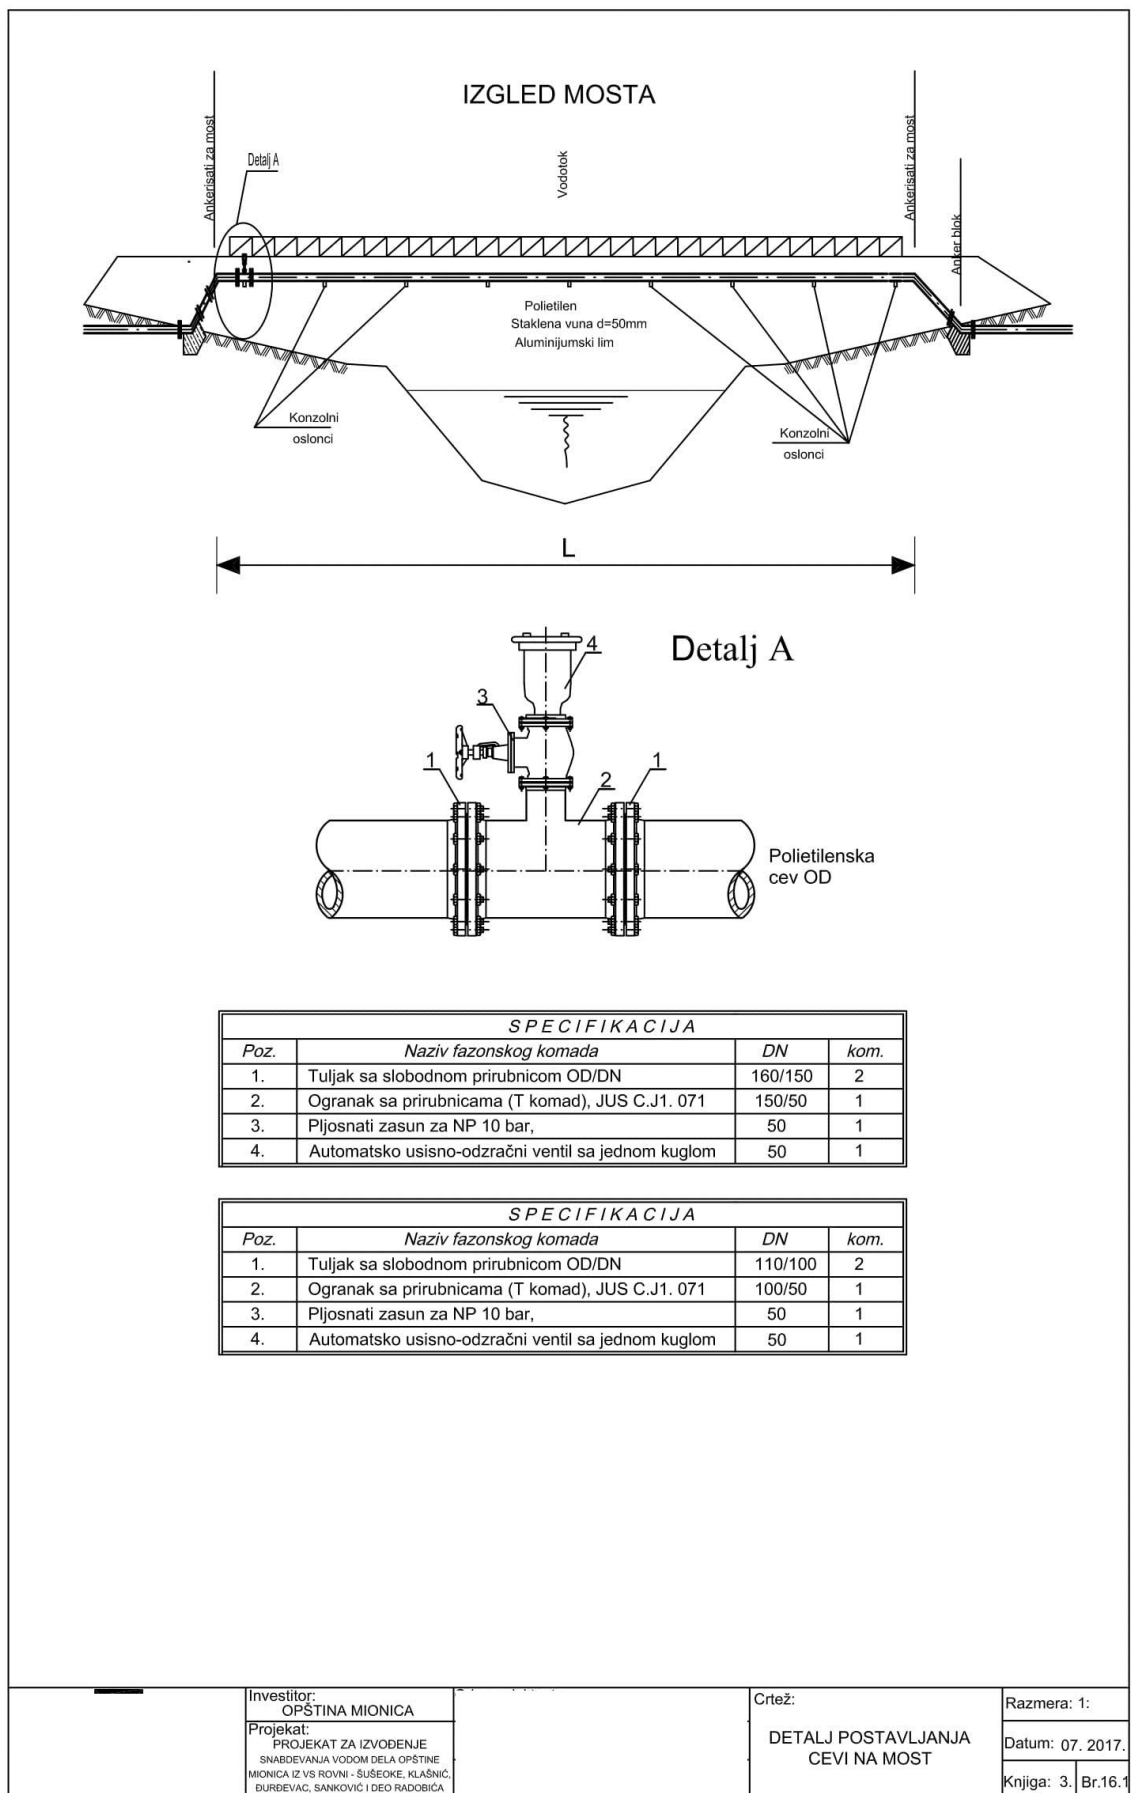 IZGLED MOSTA
Ankerisati za most
Detalj A
Vodotok
Ankerisati za most
Anker blok
Polietilen
Staklena vuna d=50mm
Aluminijumski lim
Konzolni
oslonci
Konzolni
oslonci
L
Detalj A
4
3
1
2
1
Polietilenska
cev OD
SPECIFIKACIJA
Poz. Naziv fazonskog komada DN kom.
1. Tuljak sa slobodnom prirubnicom OD/DN 160/150 2
2. Ogranak sa prirubnicama (T komad), JUS C.J1. 071 150/50 1
3. Pljosnati zasun za NP 10 bar, 50 1
4. Automatsko usisno-odzračni ventil sa jednom kuglom 50 1
SPECIFIKACIJA
Poz. Naziv fazonskog komada DN kom.
1. Tuljak sa slobodnom prirubnicom OD/DN 110/100 2
2. Ogranak sa prirubnicama (T komad), JUS C.J1. 071 100/50 1
3. Pljosnati zasun za NP 10 bar, 50 1
4. Automatsko usisno-odzračni ventil sa jednom kuglom 50 1
Investitor:
OPŠTINA MIONICA
Projekat:
PROJEKAT ZA IZVOĐENJE
SNABDEVANJA VODOM DELA OPŠTINE
MIONICA IZ VS ROVNI - ŠUŠEOKE, KLAŠNIĆ,
ĐURĐEVAC, SANKOVIĆ I DEO RADOBIĆA
Crtež:
DETALJ POSTAVLJANJA
CEVI NA MOST
Razmera: 1:
Datum: 07. 2017.
Knjiga: 3. Br.16.1